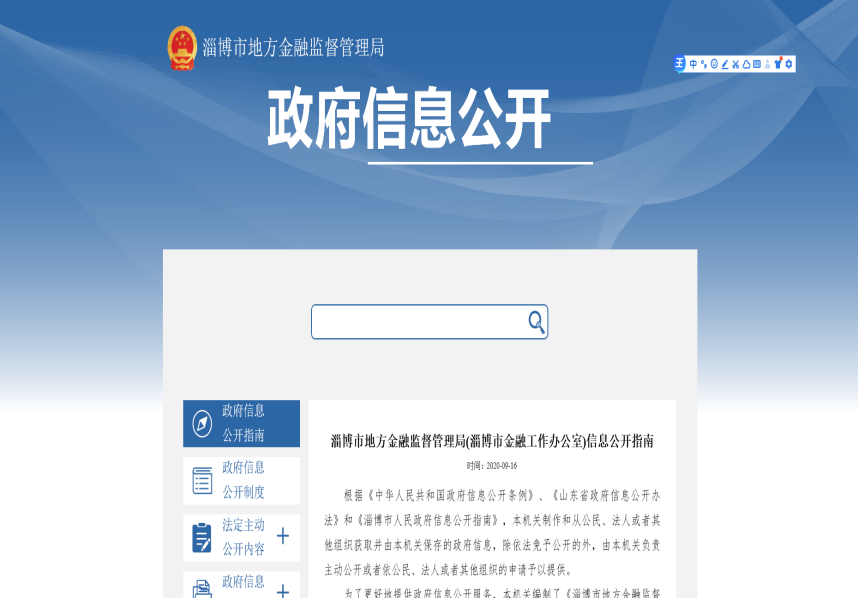 淄博市地方金融监督管理局
王 中
政府信息公开
政府信息
公开指南
政府信息
公开制度
法定主动
公开内容
政府信息
淄博市地方金融监督管理局(淄博市金融工作办公室)信息公开指南
时间：2020-09-16
根据《中华人民共和国政府信息公开条例》、《山东省政府信息公开办
法》和《淄博市人民政府信息公开指南》，本机关制作和从公民、法人或者其
他组织获取并由本机关保存的政府信息，除依法免予公开的外，由本机关负责
主动公开或者依公民、法人或者其他组织的申请予以提供。
为了更好地提供政府信息公开服务，本机关编制了《淄博市地方金融监督